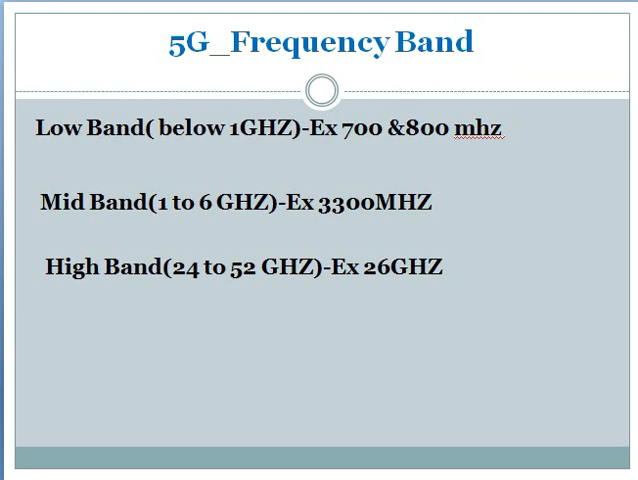 5G_Frequency Band
Low Band( below 1GHZ)-Ex 700 &800 mhz
Mid Band(1 to 6 GHZ)-Ex 3300MHZ
High Band(24 to 52 GHZ)-Ex 26GHZ